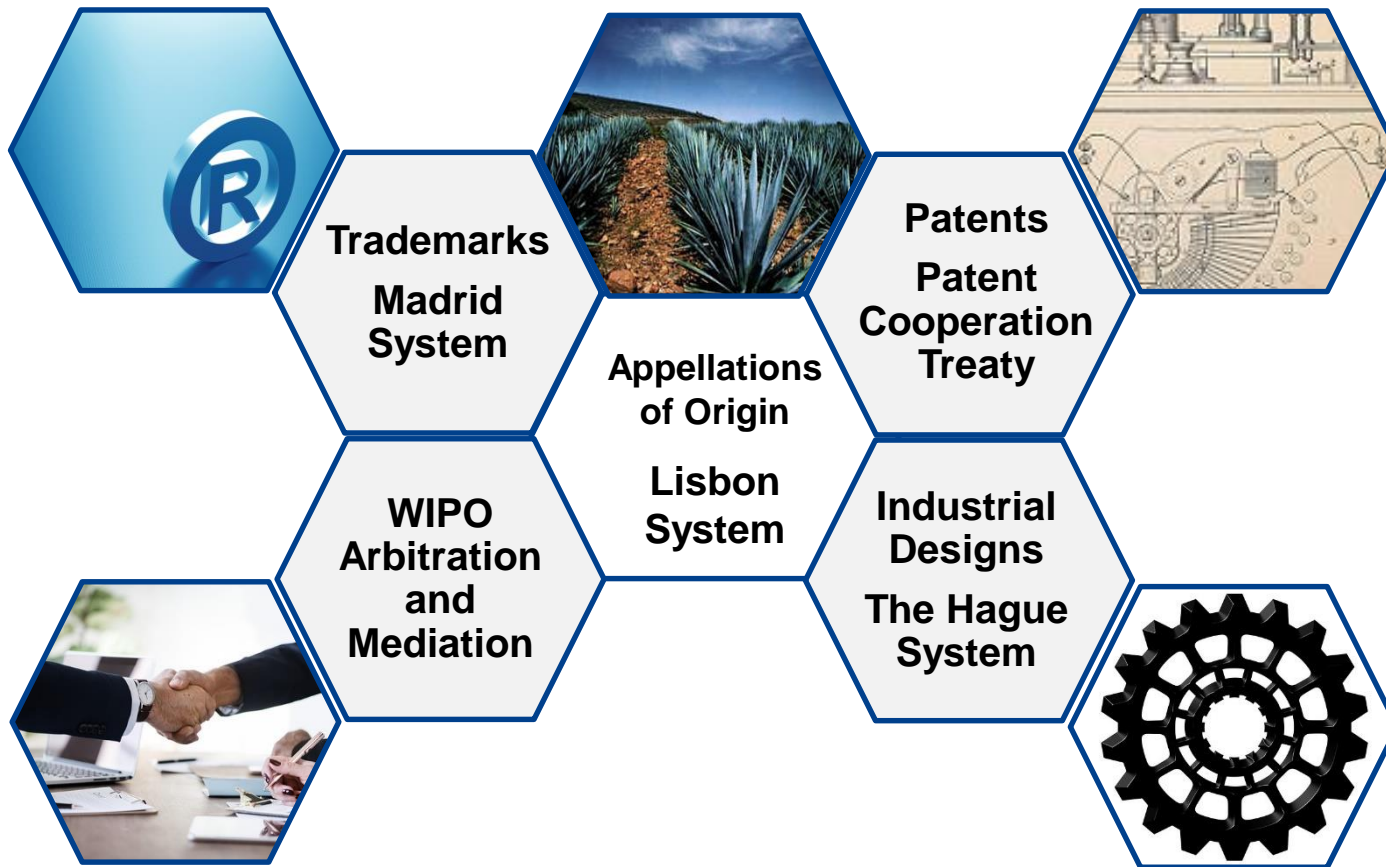 R
Trademarks
Madrid
System
Appellations
of Origin
Lisbon
System
Patents
Patent
Cooperation
Treaty
WIPO
Arbitration
and
Mediation
Industrial
Designs
The Hague
System